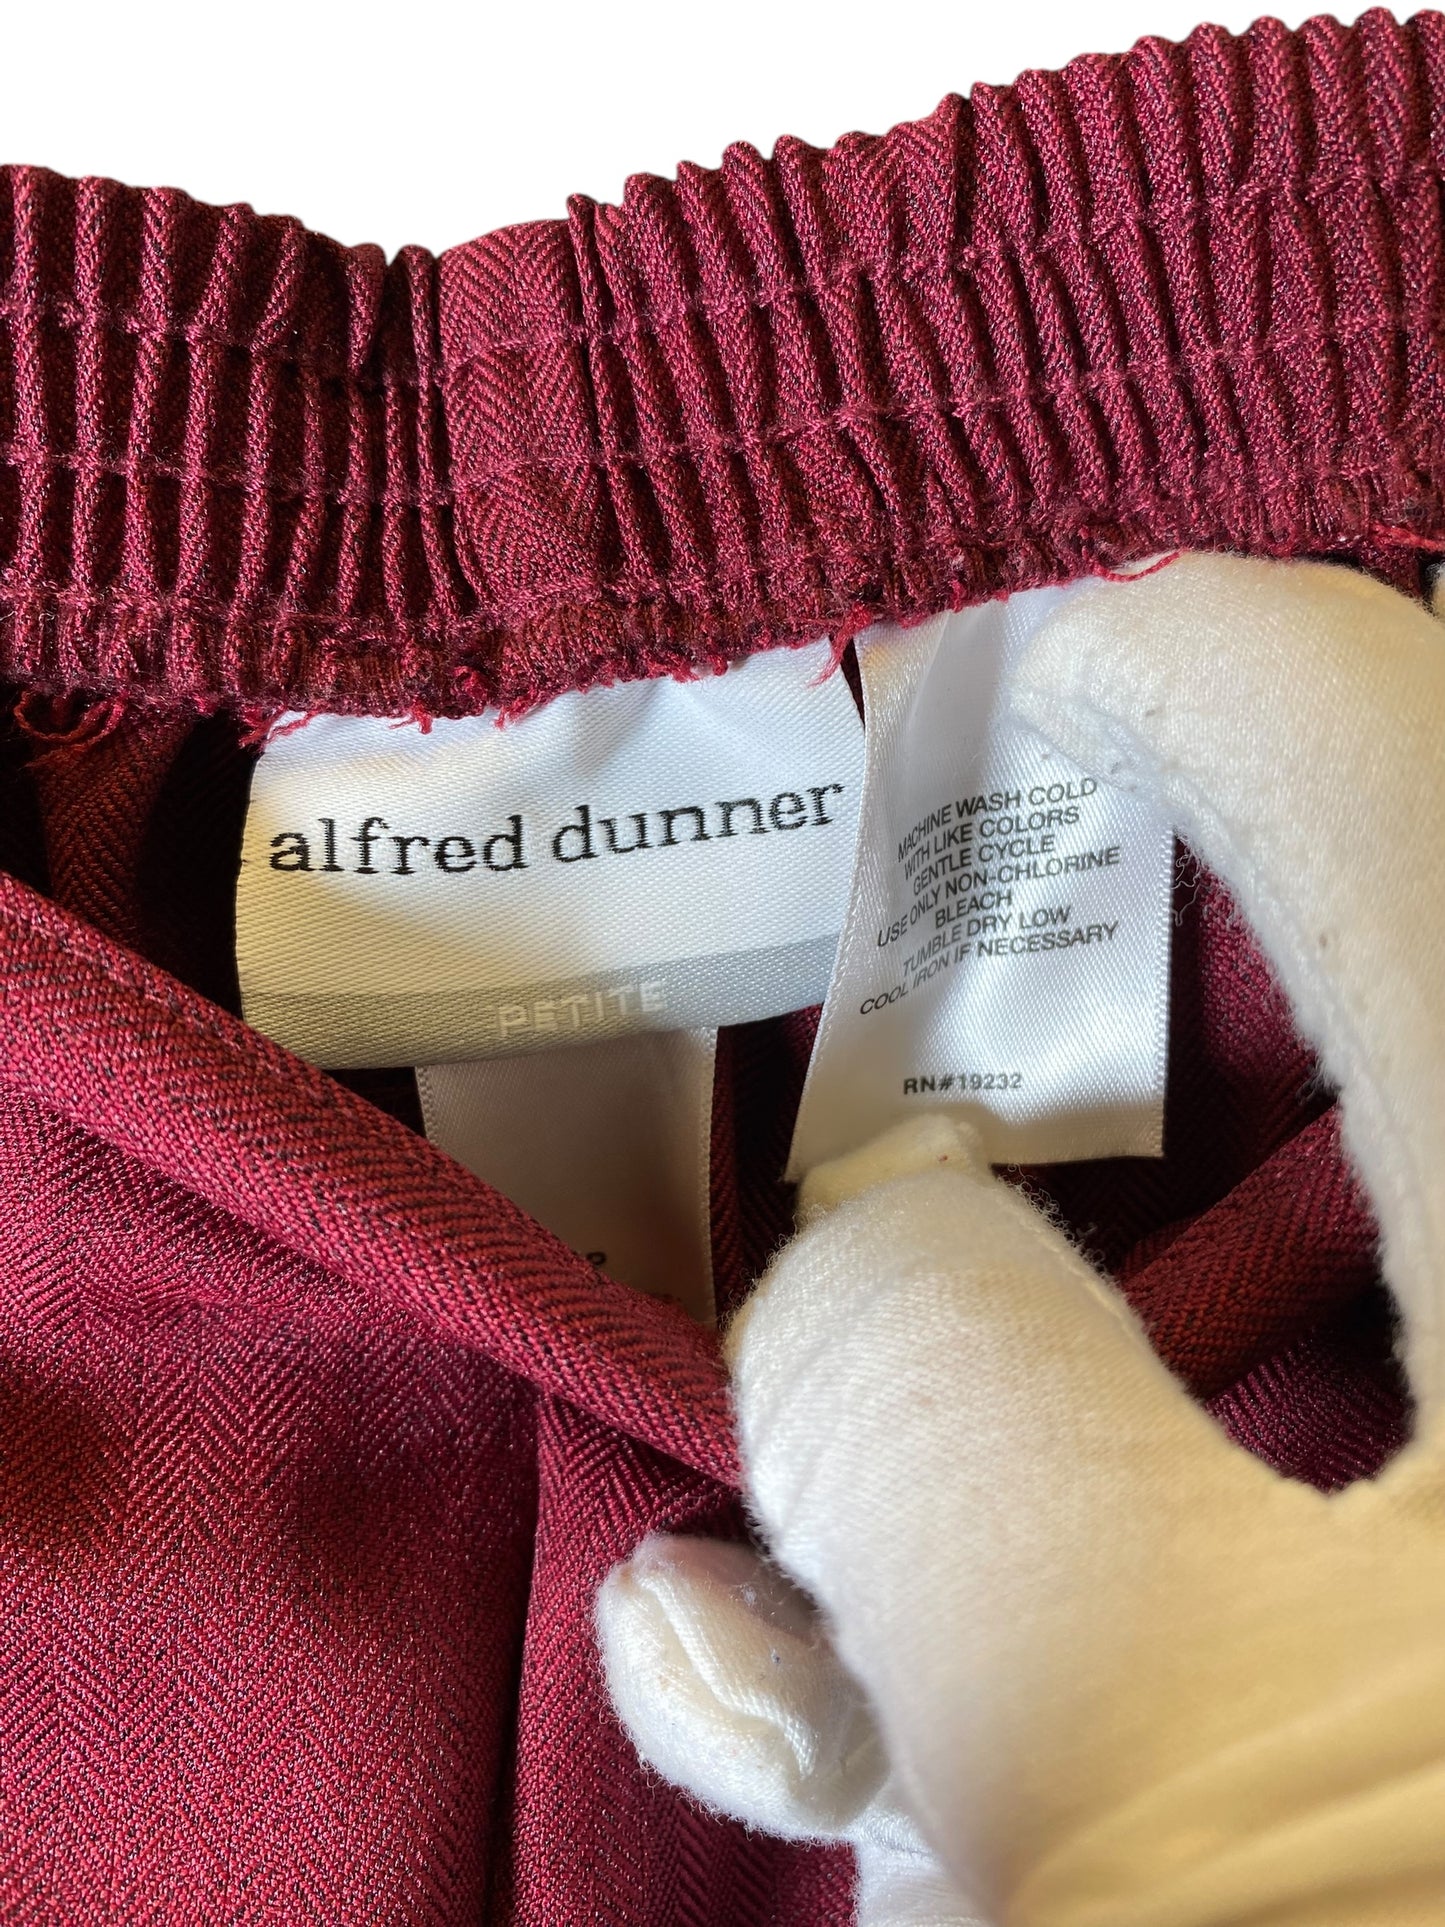 alfred dunner
PETITE
MACHINE WASH COLD
WITH LIKE COLORS
GENTLE CYCLE
USE ONLY NON-CHLORINE
BLEACH
TUMBLE DRY LOW
COOL IRON IF NECESSARY
RN#19232